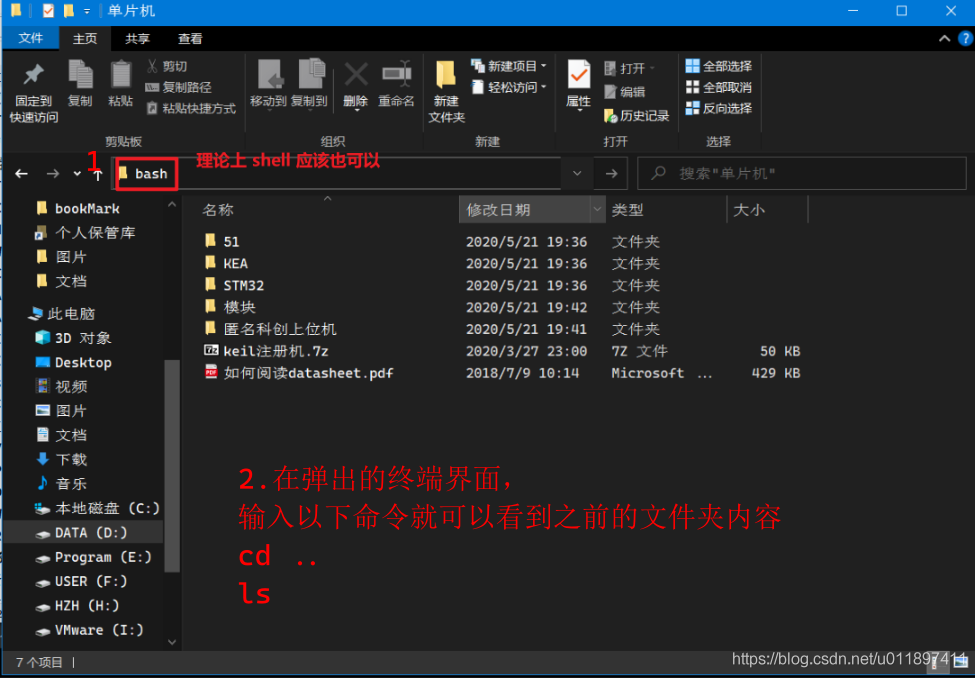 单片机
文件 主页 共享 查看
固定到快速访问
复制
粘贴
剪切
复制路径
粘贴快捷方式
剪贴板
移动到
复制到
删除
重命名
组织
新建文件夹
新建项目
轻松访问
新建
属性
打开
编辑
历史记录
打开
全部选择
全部取消
反向选择
选择
1
bash
理论上 shell 应该也可以
搜索"单片机"
bookMark
个人保管库
图片
文档
此电脑
3D 对象
Desktop
视频
图片
文档
下载
音乐
本地磁盘 (C:)
DATA (D:)
Program (E:)
USER (F:)
HZH (H:)
VMware (I:)
名称 修改日期 类型 大小
51 2020/5/21 19:36 文件夹
KEA 2020/5/21 19:36 文件夹
STM32 2020/5/21 19:36 文件夹
模块 2020/5/21 19:42 文件夹
匿名科创上位机 2020/5/21 19:41 文件夹
keil注册机.7z 2020/3/27 23:00 7Z 文件 50 KB
如何阅读datasheet.pdf 2018/7/9 10:14 Microsoft ... 429 KB
2.在弹出的终端界面，
输入以下命令就可以看到之前的文件夹内容
cd ..
ls
7 个项目
https://blog.csdn.net/u011897411